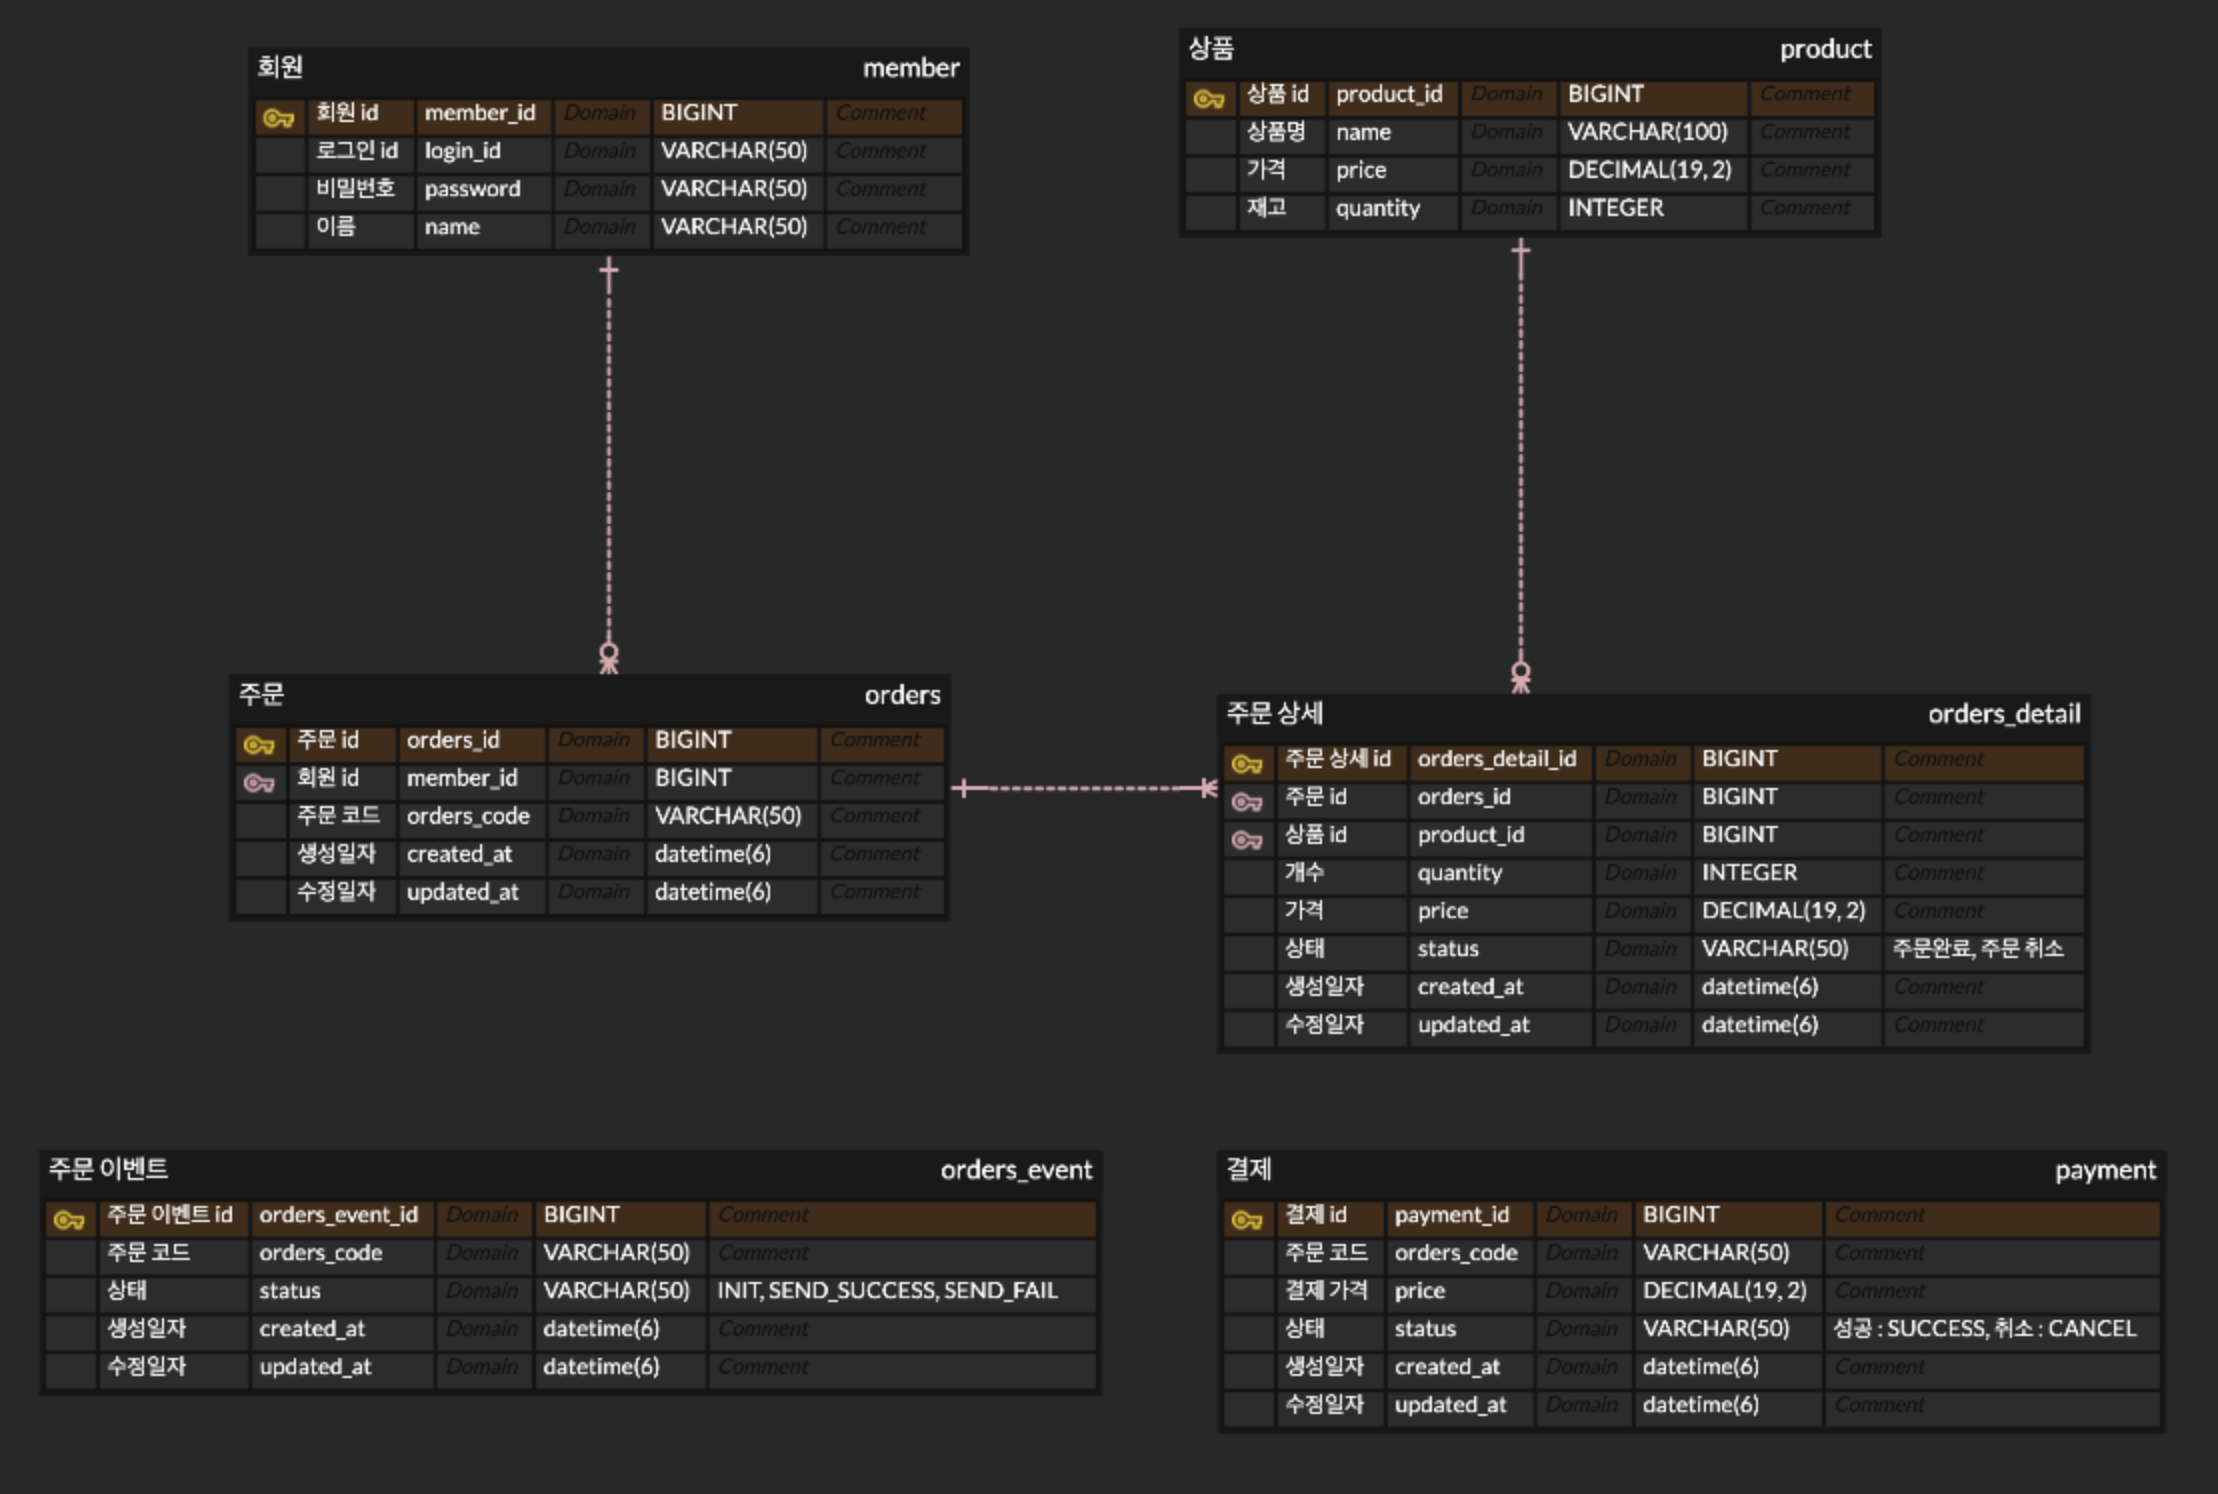 회원 member
회원 id member_id Domain BIGINT Comment
로그인 id login_id Domain VARCHAR(50) Comment
비밀번호 password Domain VARCHAR(50) Comment
이름 name Domain VARCHAR(50) Comment
상품 product
상품 id product_id Domain BIGINT Comment
상품명 name Domain VARCHAR(100) Comment
가격 price Domain DECIMAL(19, 2) Comment
재고 quantity Domain INTEGER Comment
주문 orders
주문 id orders_id Domain BIGINT Comment
회원 id member_id Domain BIGINT Comment
주문 코드 orders_code Domain VARCHAR(50) Comment
생성일자 created_at Domain datetime(6) Comment
수정일자 updated_at Domain datetime(6) Comment
주문 상세 orders_detail
주문 상세 id orders_detail_id Domain BIGINT Comment
주문 id orders_id Domain BIGINT Comment
상품 id product_id Domain BIGINT Comment
개수 quantity Domain INTEGER Comment
가격 price Domain DECIMAL(19, 2) Comment
상태 status Domain VARCHAR(50) 주문완료, 주문 취소
생성일자 created_at Domain datetime(6) Comment
수정일자 updated_at Domain datetime(6) Comment
주문 이벤트 orders_event
주문 이벤트 id orders_event_id Domain BIGINT Comment
주문 코드 orders_code Domain VARCHAR(50) Comment
상태 status Domain VARCHAR(50) INIT, SEND_SUCCESS, SEND_FAIL
생성일자 created_at Domain datetime(6) Comment
수정일자 updated_at Domain datetime(6) Comment
결제 payment
결제 id payment_id Domain BIGINT Comment
주문 코드 orders_code Domain VARCHAR(50) Comment
결제 가격 price Domain DECIMAL(19, 2) Comment
상태 status Domain VARCHAR(50) 성공 : SUCCESS, 취소 : CANCEL
생성일자 created_at Domain datetime(6) Comment
수정일자 updated_at Domain datetime(6) Comment